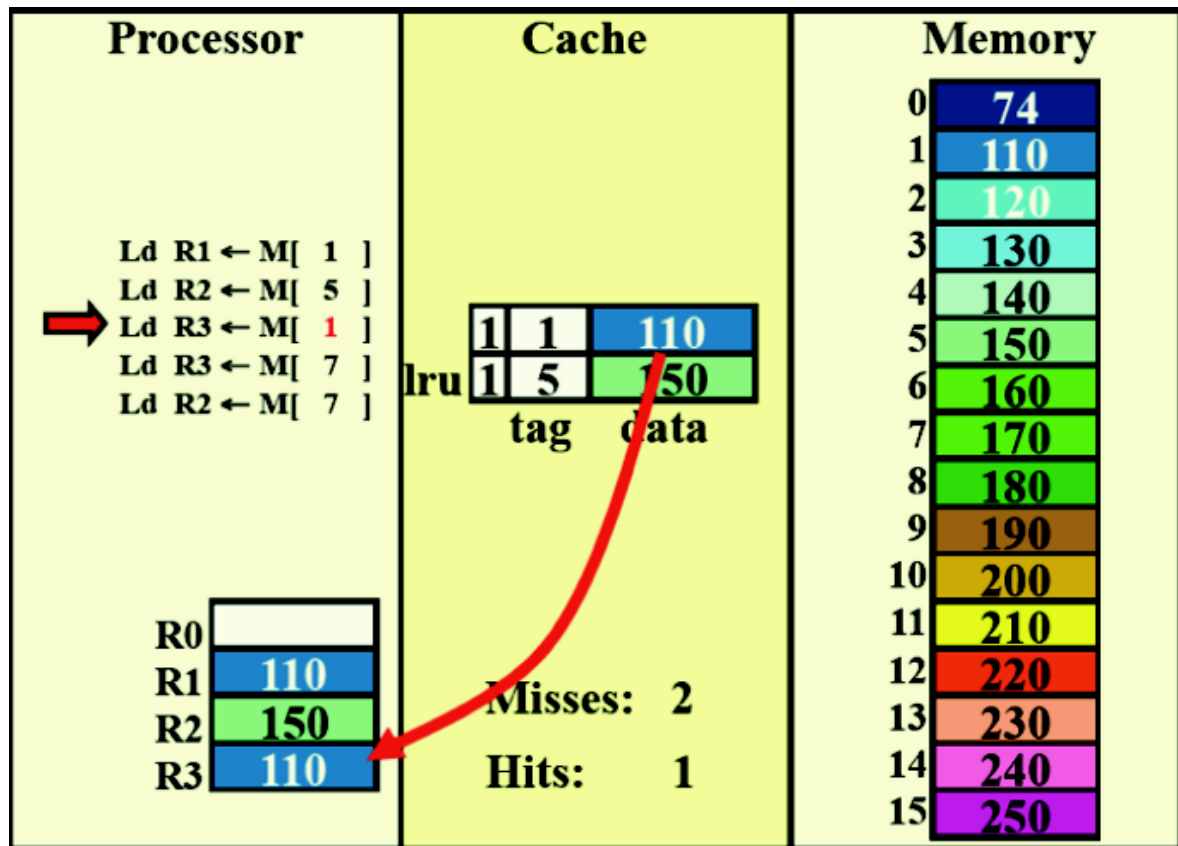 Processor
Ld R1 ← M[ 1 ]
Ld R2 ← M[ 5 ]
Ld R3 ← M[ 1 ]
Ld R3 ← M[ 7 ]
Ld R2 ← M[ 7 ]
R0
R1 110
R2 150
R3 110
Cache
1 1 110
lru 1 5 150
tag data
Misses: 2
Hits: 1
Memory
0 74
1 110
2 120
3 130
4 140
5 150
6 160
7 170
8 180
9 190
10 200
11 210
12 220
13 230
14 240
15 250